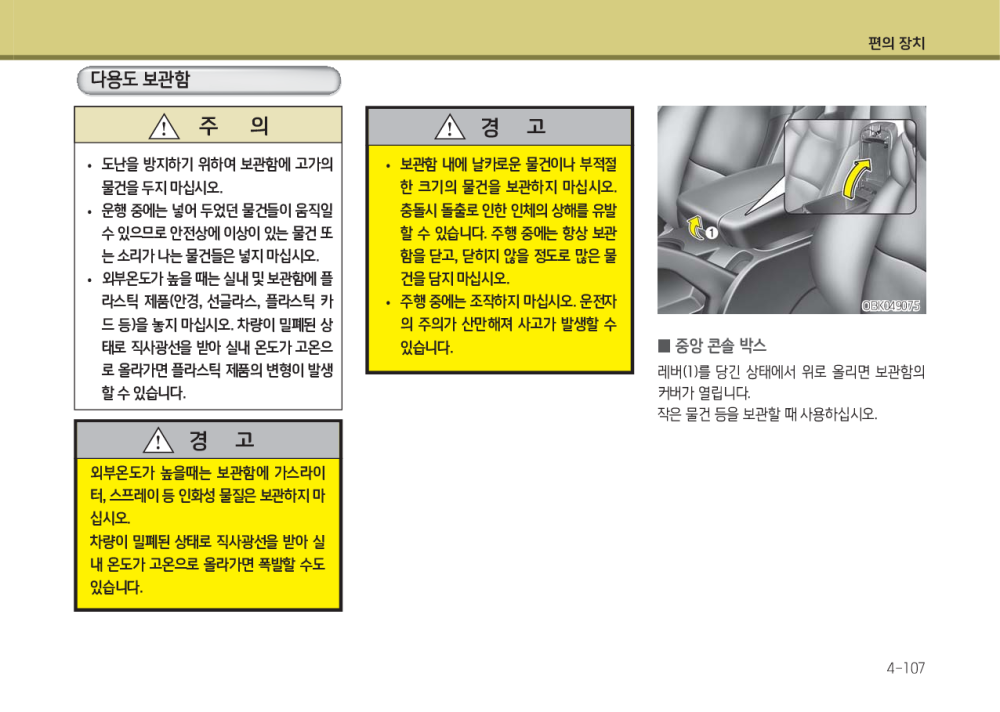 편의 장치
다용도 보관함
주 의
• 도난을 방지하기 위하여 보관함에 고가의
물건을 두지 마십시오.
• 운행 중에는 넣어 두었던 물건들이 움직일
수 있으므로 안전상에 이상이 있는 물건 또
는 소리가 나는 물건들은 넣지 마십시오.
• 외부온도가 높을 때는 실내 및 보관함에 플
라스틱 제품(안경, 선글라스, 플라스틱 카
드 등)을 놓지 마십시오. 차량이 밀폐된 상
태로 직사광선을 받아 실내 온도가 고온으
로 올라가면 플라스틱 제품의 변형이 발생
할 수 있습니다.
경 고
외부온도가 높을때는 보관함에 가스라이
터, 스프레이 등 인화성 물질은 보관하지 마
십시오.
차량이 밀폐된 상태로 직사광선을 받아 실
내 온도가 고온으로 올라가면 폭발할 수도
있습니다.
경 고
• 보관함 내에 날카로운 물건이나 부적절
한 크기의 물건을 보관하지 마십시오.
충돌시 돌출로 인한 인체의 상해를 유발
할 수 있습니다. 주행 중에는 항상 보관
함을 닫고, 닫히지 않을 정도로 많은 물
건을 담지 마십시오.
• 주행 중에는 조작하지 마십시오. 운전자
의 주의가 산만해져 사고가 발생할 수
있습니다.
1
OBK049075
■ 중앙 콘솔 박스
레버(1)를 당긴 상태에서 위로 올리면 보관함의
커버가 열립니다.
작은 물건 등을 보관할 때 사용하십시오.
4-107